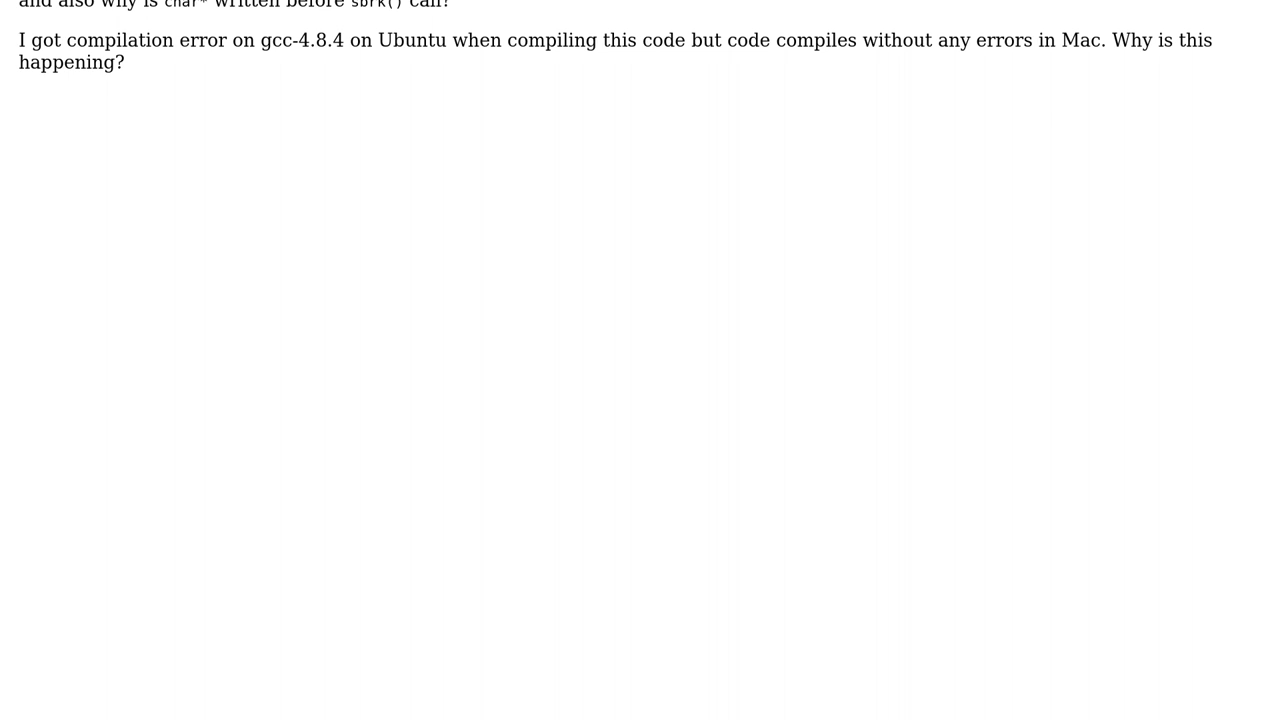 and also why is char* written before sbrk() call?
I got compilation error on gcc-4.8.4 on Ubuntu when compiling this code but code compiles without any errors in Mac. Why is this
happening?